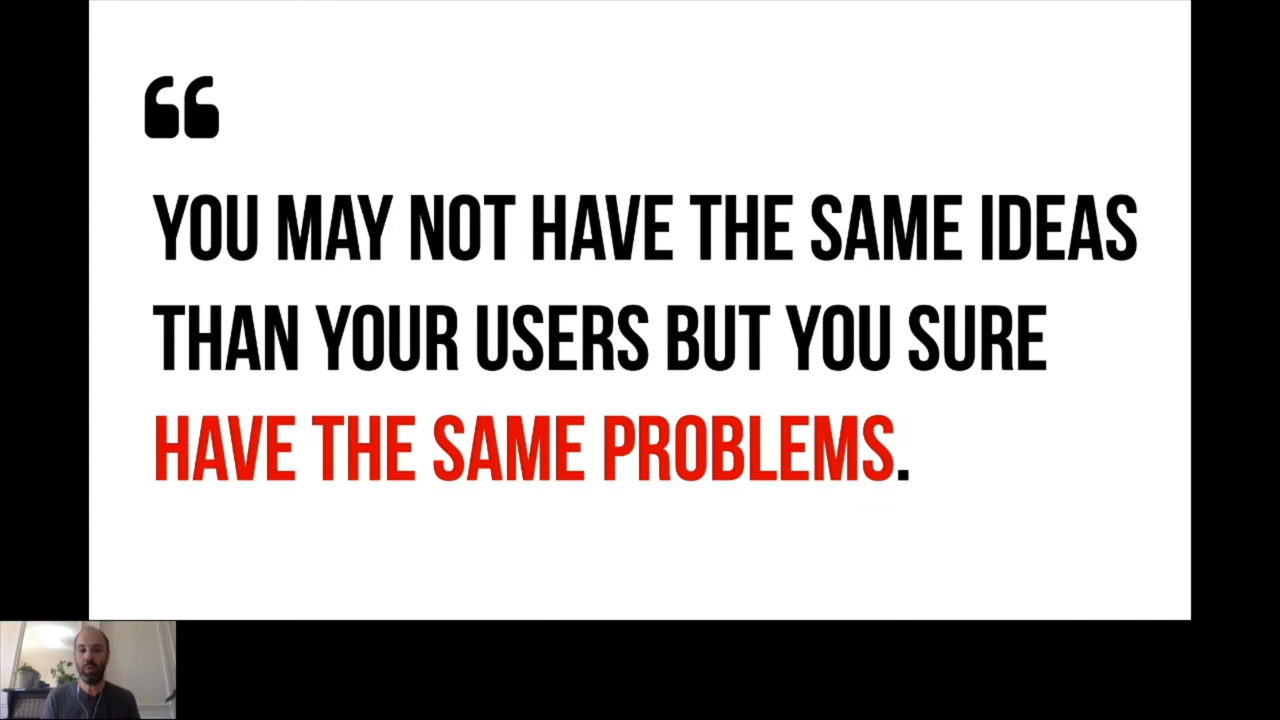 “
YOU MAY NOT HAVE THE SAME IDEAS
THAN YOUR USERS BUT YOU SURE
HAVE THE SAME PROBLEMS.